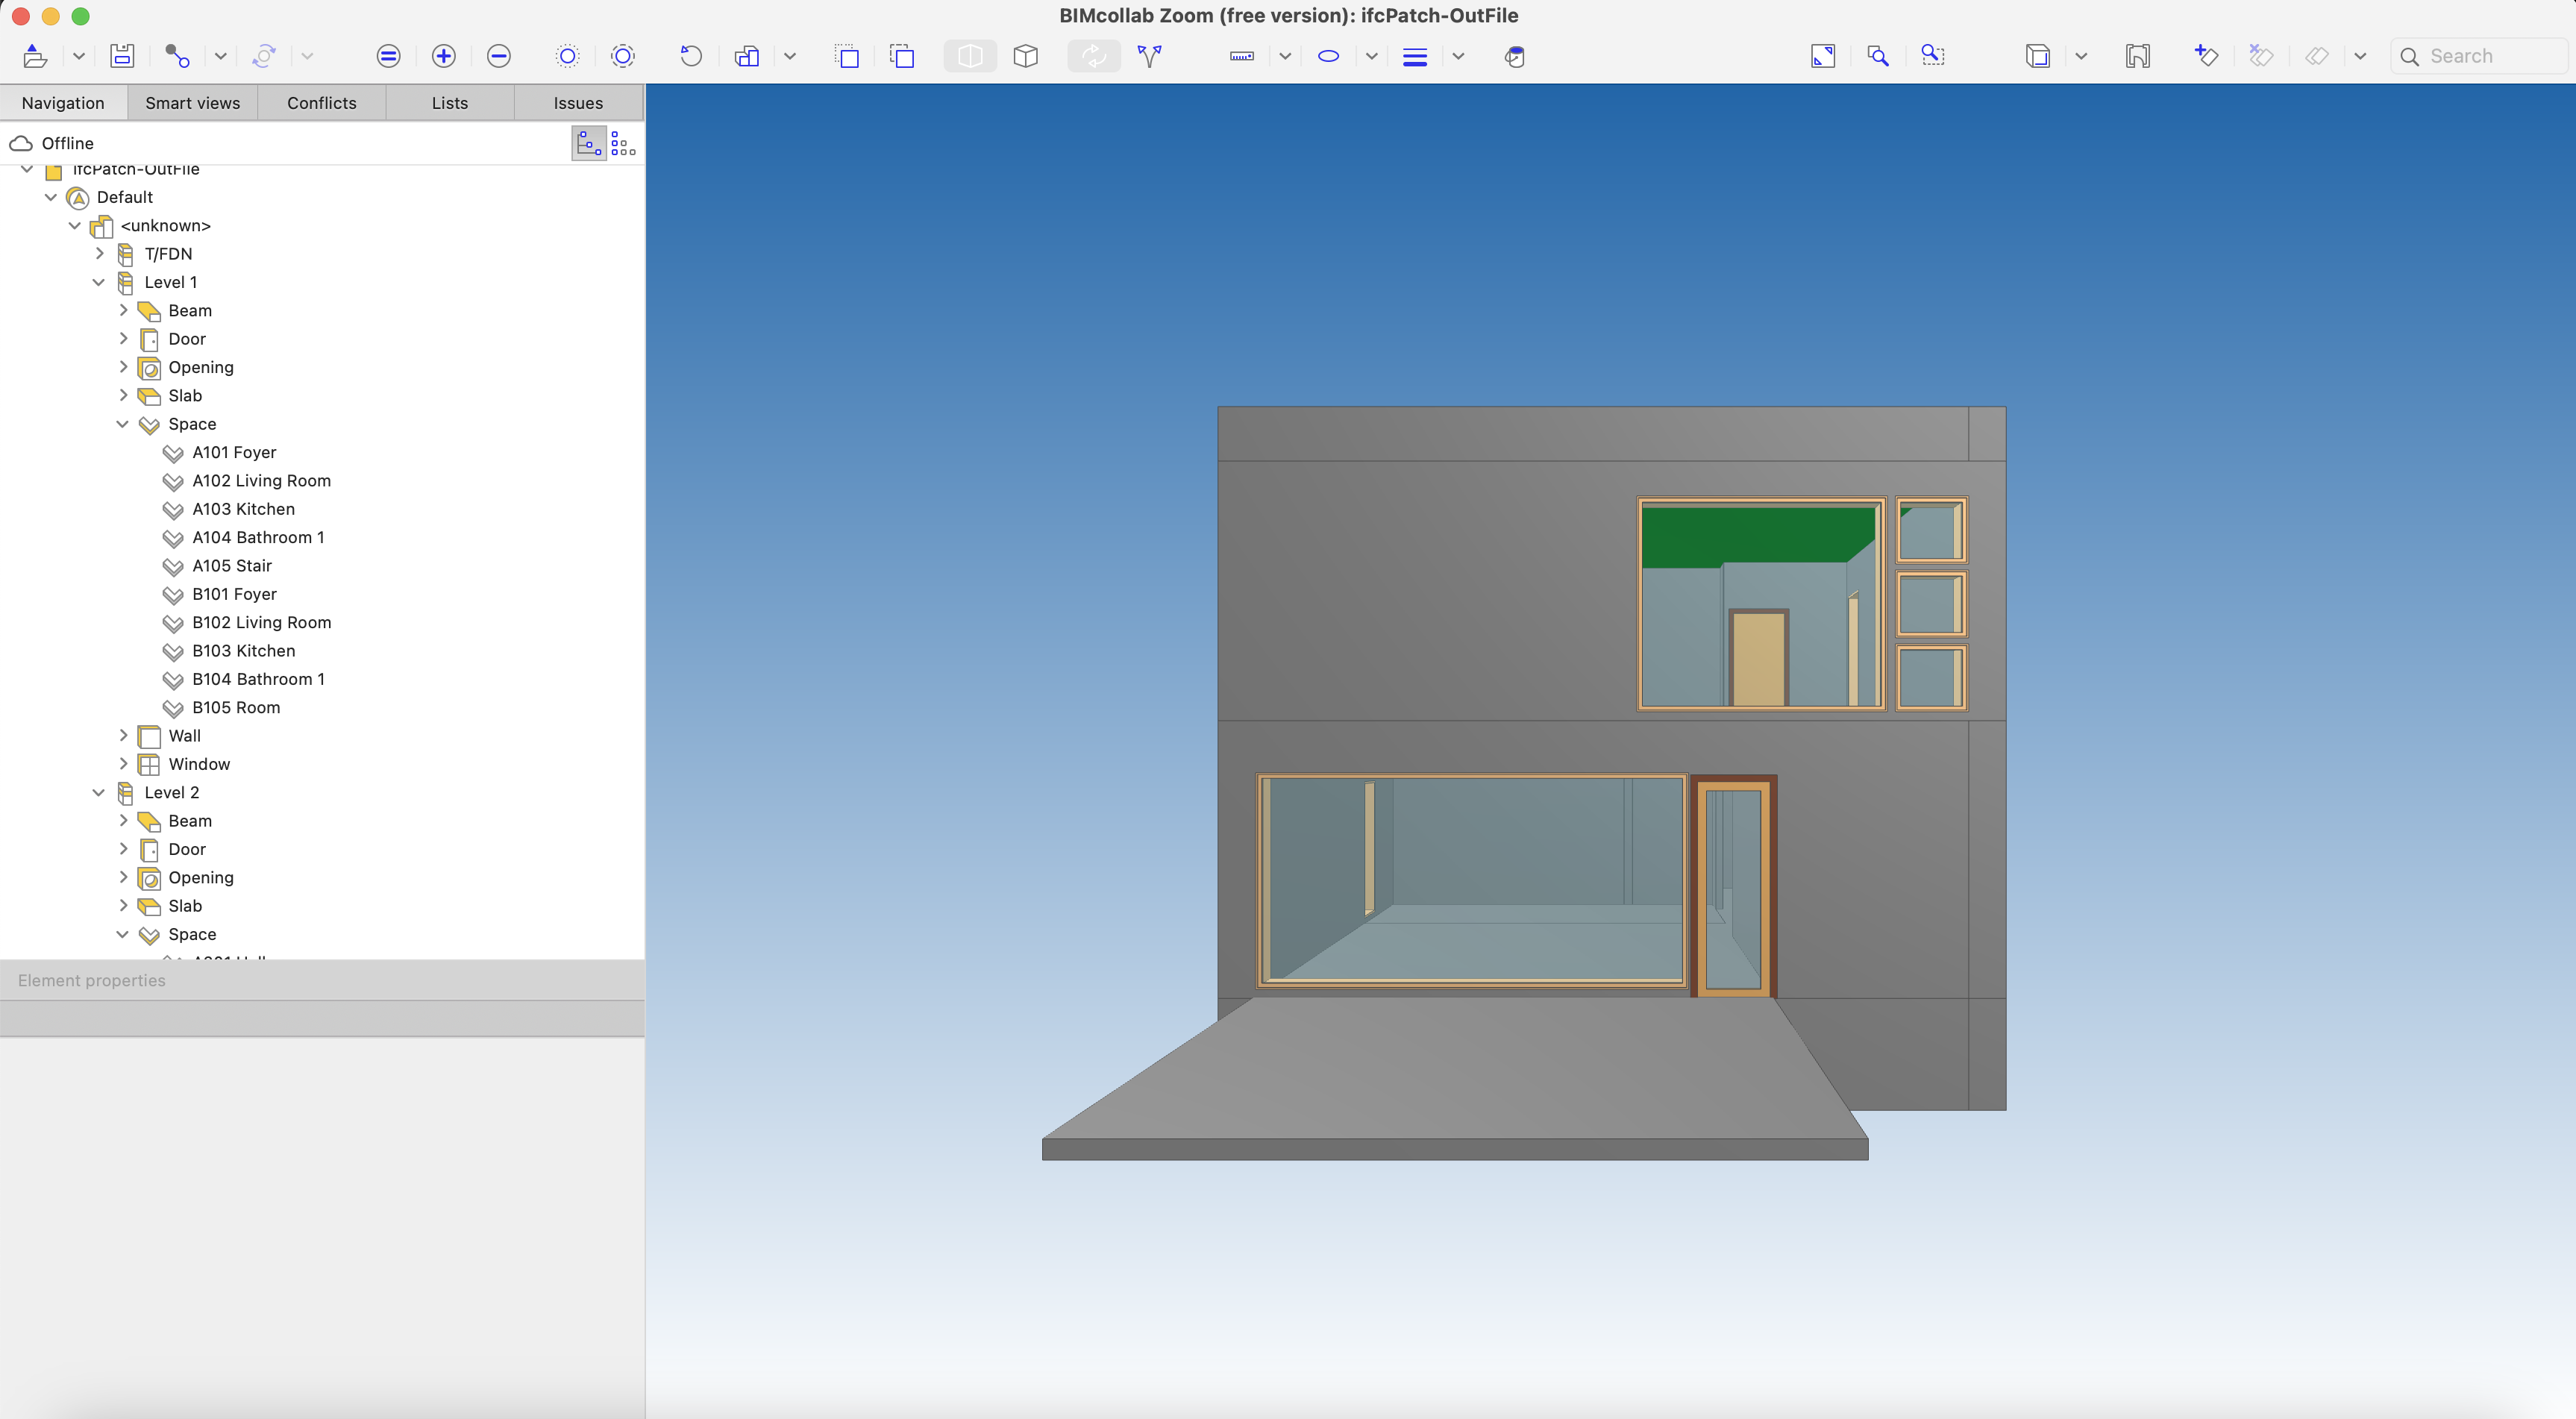 BIMcollab Zoom (free version): ifcPatch-OutFile
Search
Navigation
Smart views
Conflicts
Lists
Issues
Offline
ifcPatch-OutFile
Default
<unknown>
T/FDN
Level 1
Beam
Door
Opening
Slab
Space
A101 Foyer
A102 Living Room
A103 Kitchen
A104 Bathroom 1
A105 Stair
B101 Foyer
B102 Living Room
B103 Kitchen
B104 Bathroom 1
B105 Room
Wall
Window
Level 2
Beam
Door
Opening
Slab
Space
Element properties